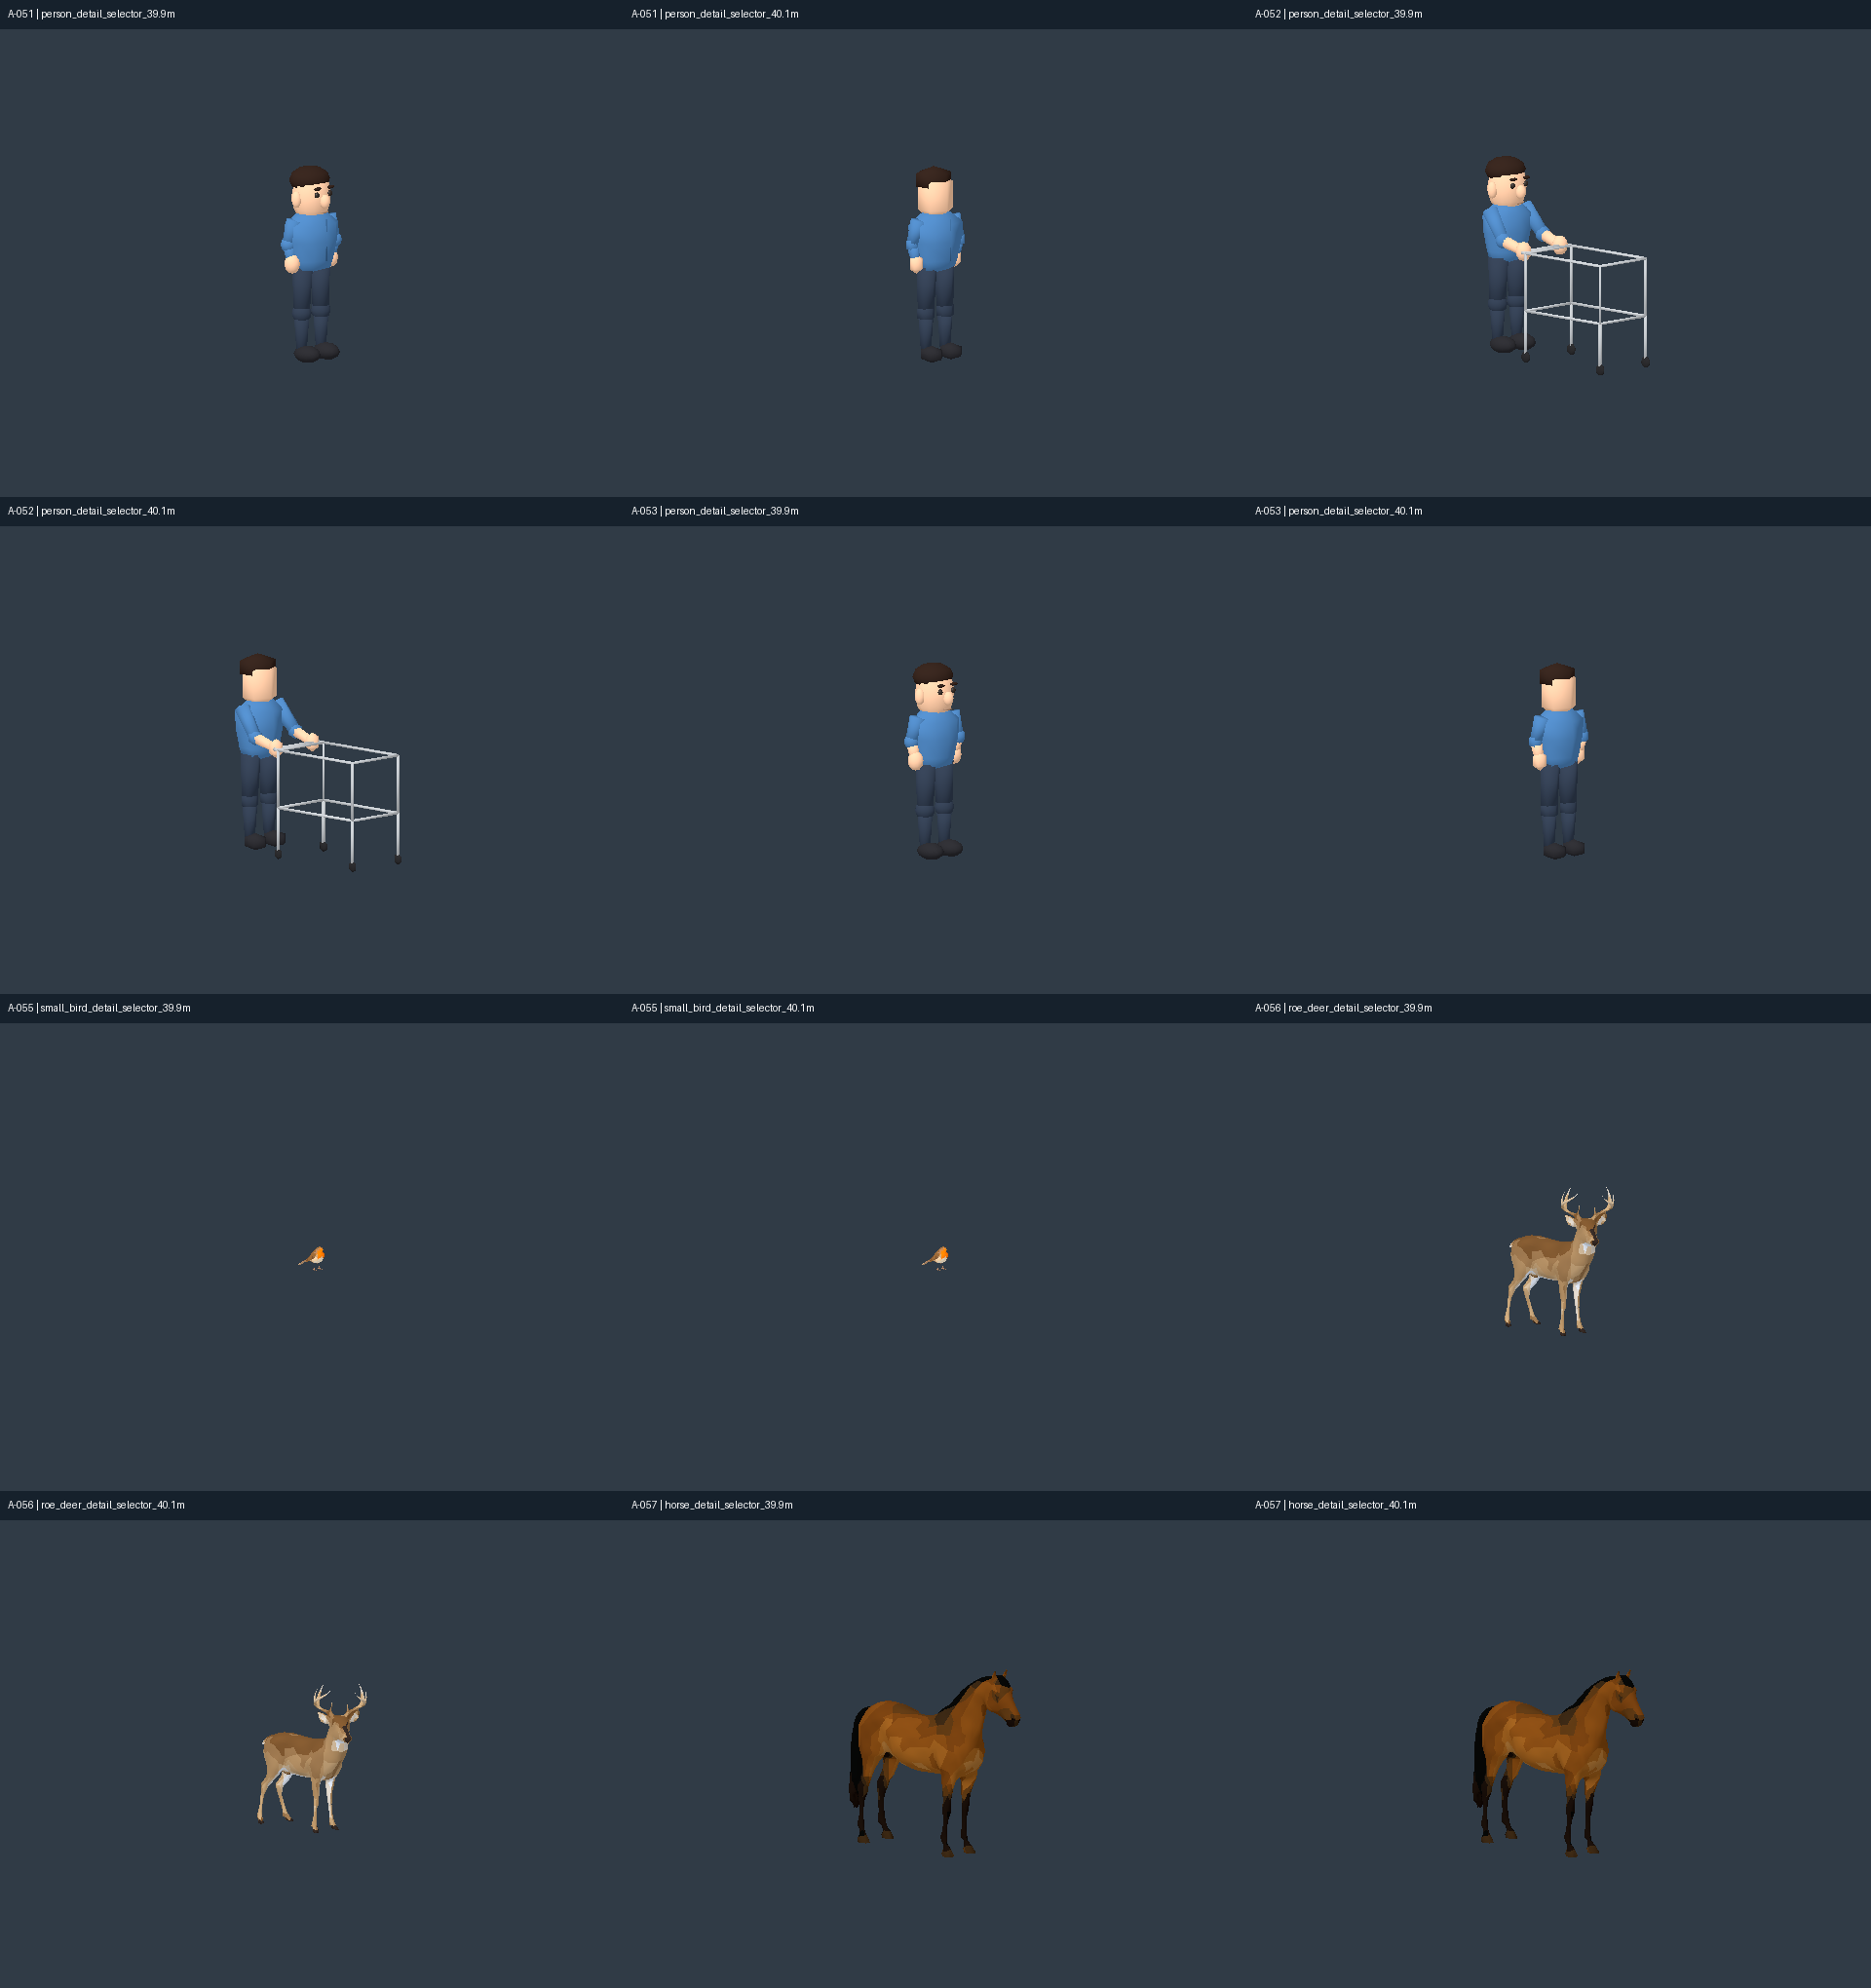 A-051 | person_detail_selector_39.9m
A-051 | person_detail_selector_40.1m
A-052 | person_detail_selector_39.9m
A-052 | person_detail_selector_40.1m
A-053 | person_detail_selector_39.9m
A-053 | person_detail_selector_40.1m
A-055 | small_bird_detail_selector_39.9m
A-055 | small_bird_detail_selector_40.1m
A-056 | roe_deer_detail_selector_39.9m
A-056 | roe_deer_detail_selector_40.1m
A-057 | horse_detail_selector_39.9m
A-057 | horse_detail_selector_40.1m